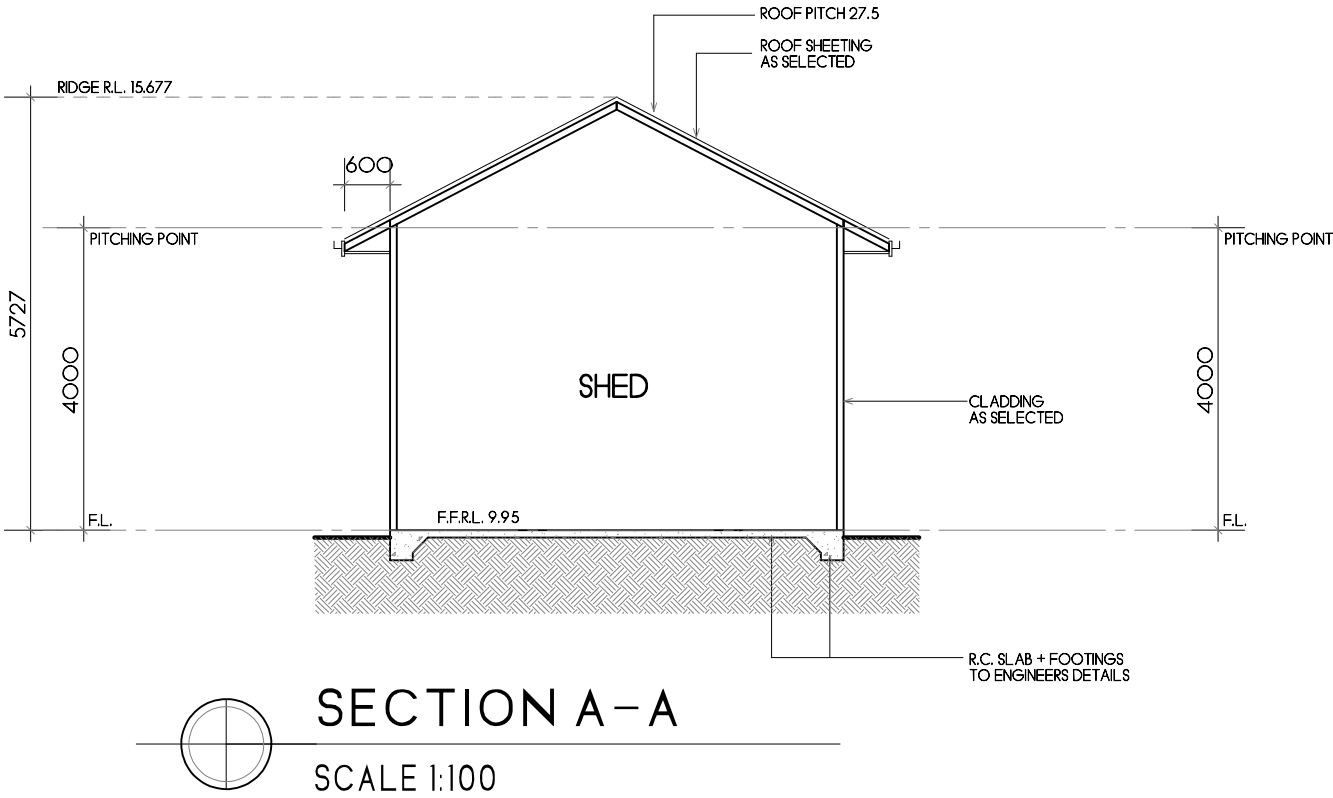 ROOF PITCH 27.5
ROOF SHEETING
AS SELECTED
RIDGE R.L. 15.677
600
PITCHING POINT
PITCHING POINT
5727
4000
4000
SHED
CLADDING
AS SELECTED
F.L.
F.F.R.L. 9.95
F.L.
R.C. SLAB + FOOTINGS
TO ENGINEERS DETAILS
SECTION A-A
SCALE 1:100